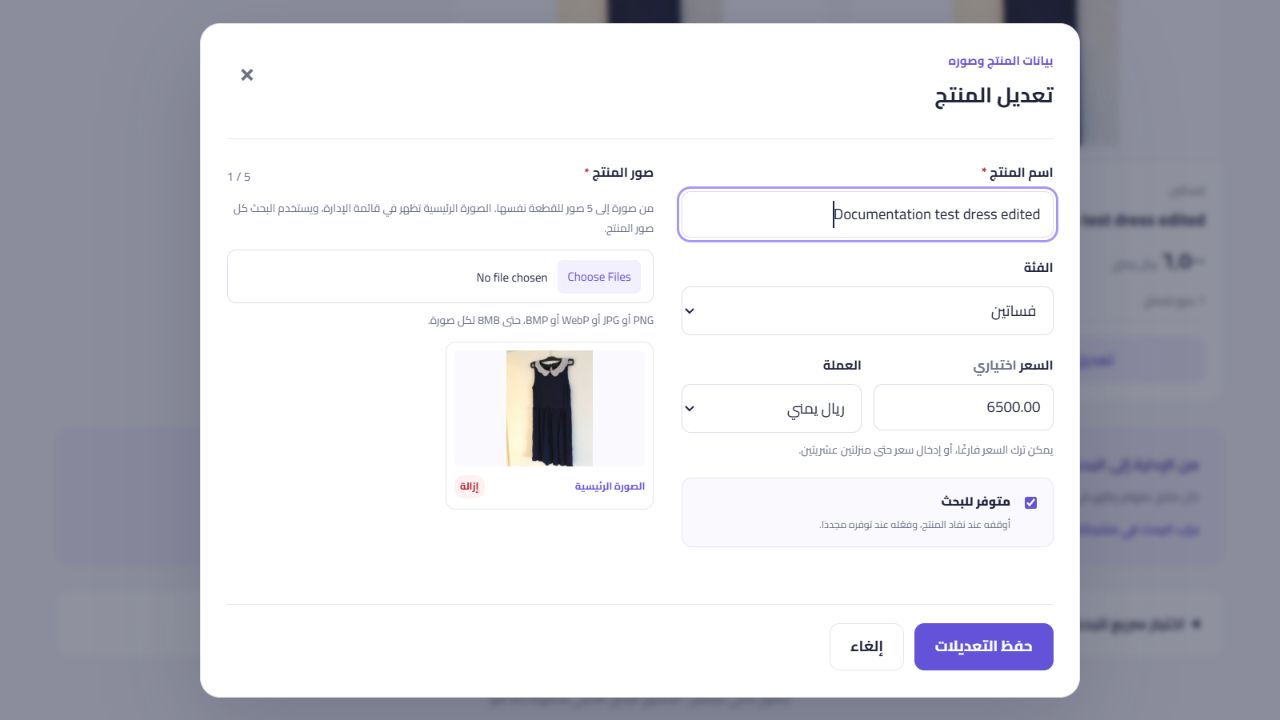 بيانات المنتج وصوره
تعديل المنتج
×
اسم المنتج *
Documentation test dress edited
الفئة
فساتين
السعر اختياري
العملة
6500.00
ريال يمني
يمكن ترك السعر فارغًا، أو إدخال سعر حتى منزلتين عشريتين.
متوفر للبحث
أوقفه عند نفاد المنتج، وفعّله عند توفره مجددًا.
صور المنتج *
1 / 5
من صورة إلى 5 صور للقطعة نفسها. الصورة الرئيسية تظهر في قائمة الإدارة، ويستخدم البحث كل
صور المنتج.
Choose Files No file chosen
PNG أو JPG أو WebP أو BMP، حتى 8MB لكل صورة.
الصورة الرئيسية
إزالة
حفظ التعديلات
إلغاء
test dress edited